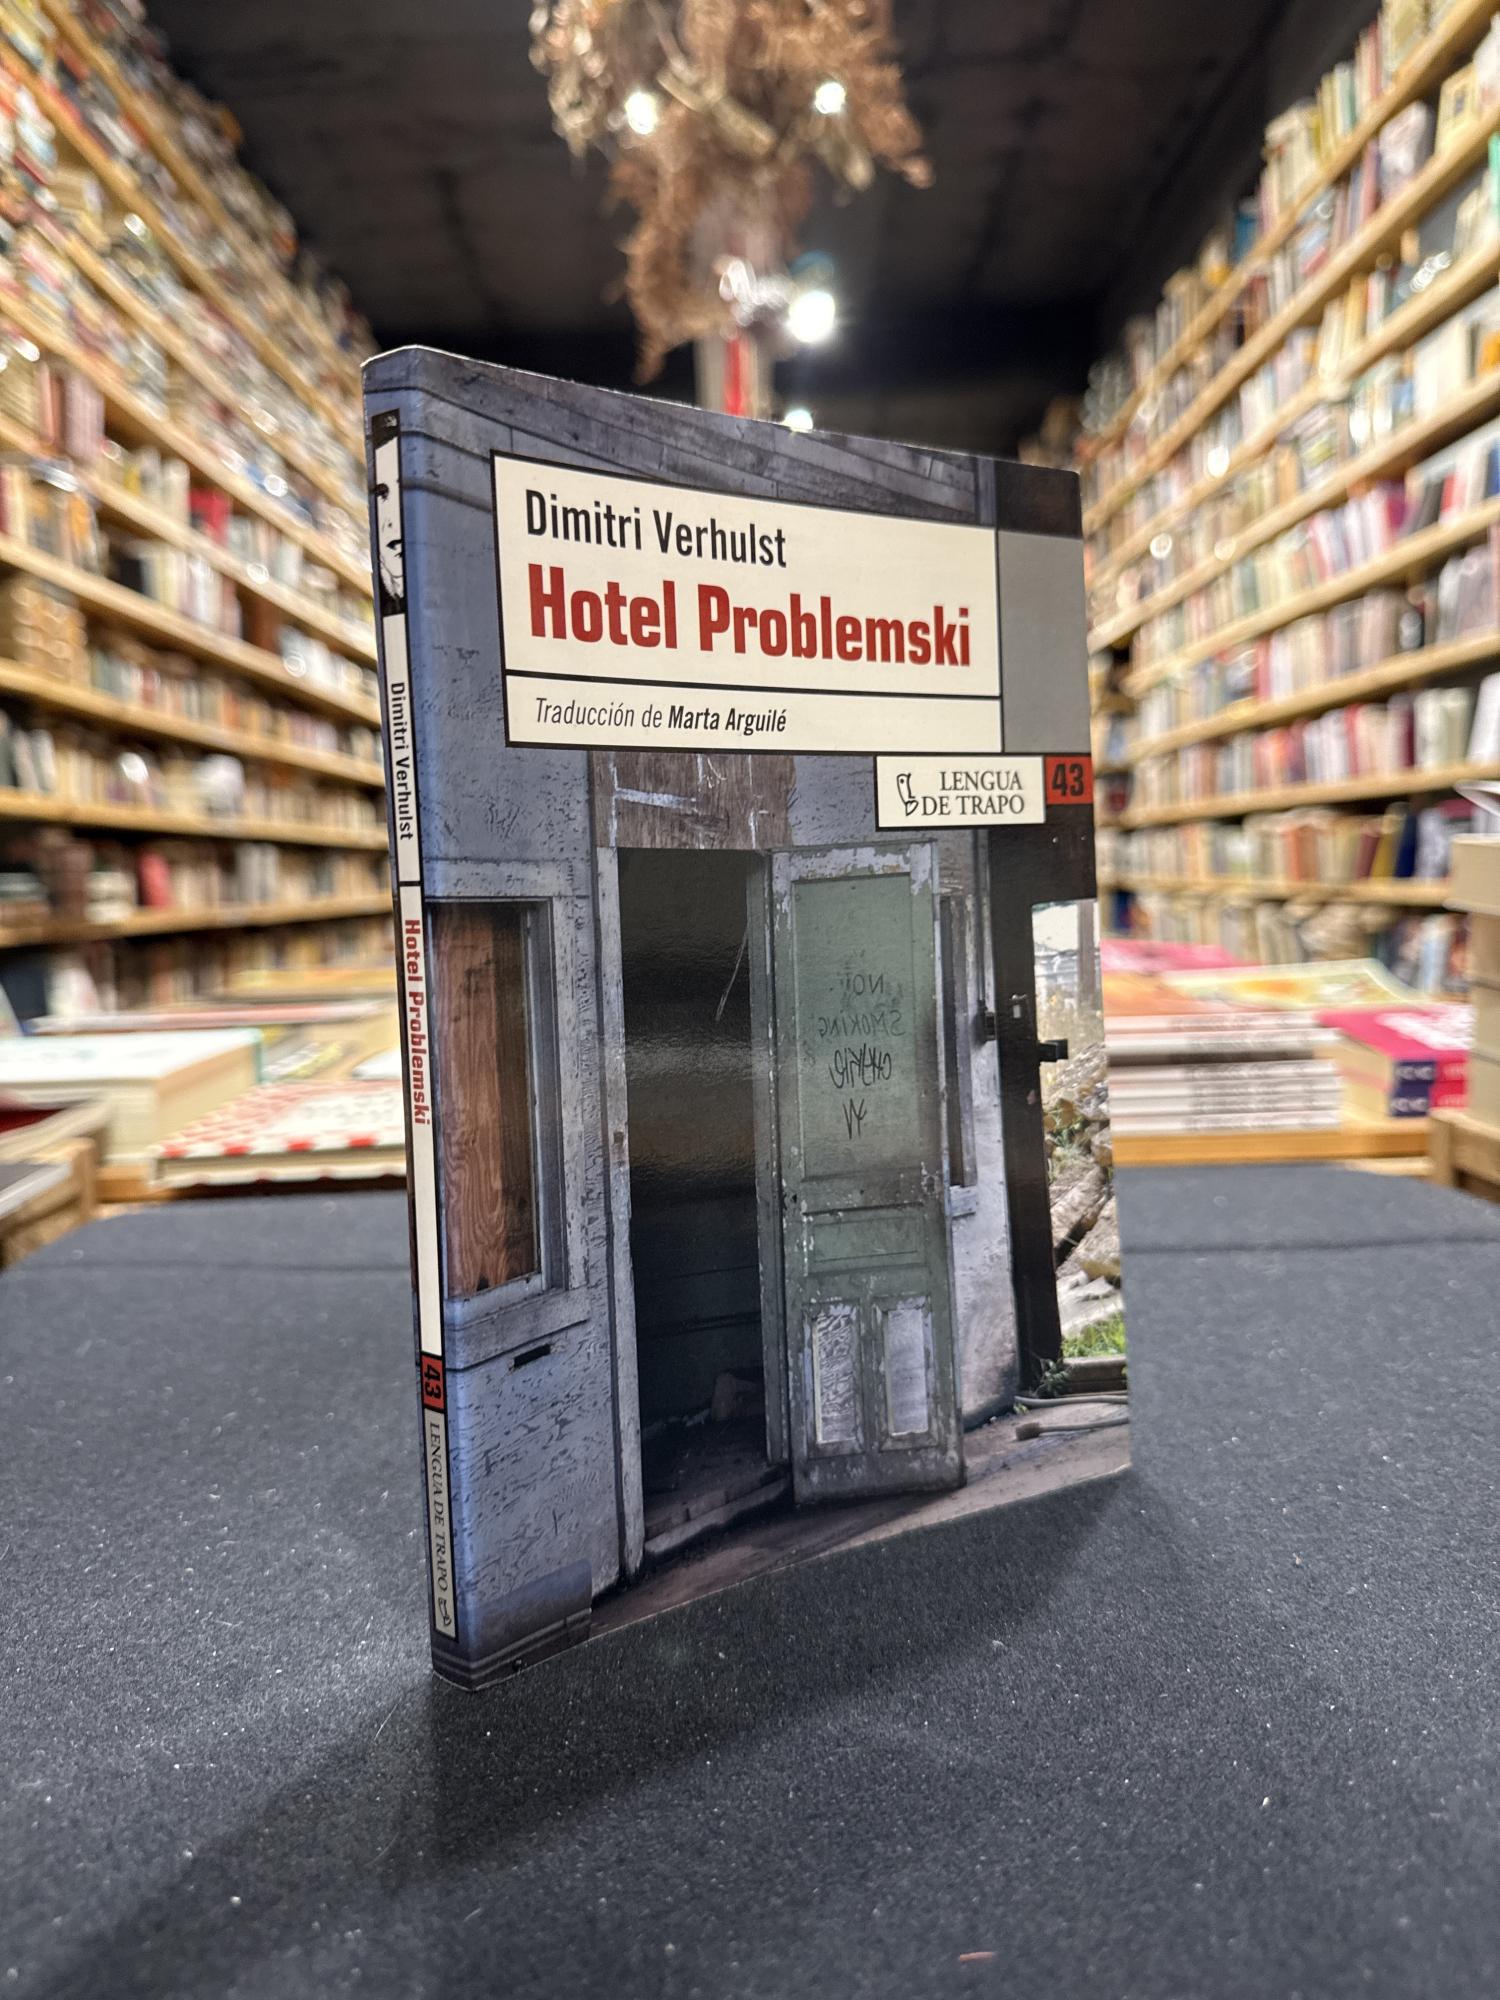 Dimitri Verhulst
Hotel Problemski
Traducción de Marta Arguilé
LENGUA
DE TRAPO
43
NO
SMOKING
Dimitri Verhulst
Hotel Problemski
43
LENGUA DE TRAPO